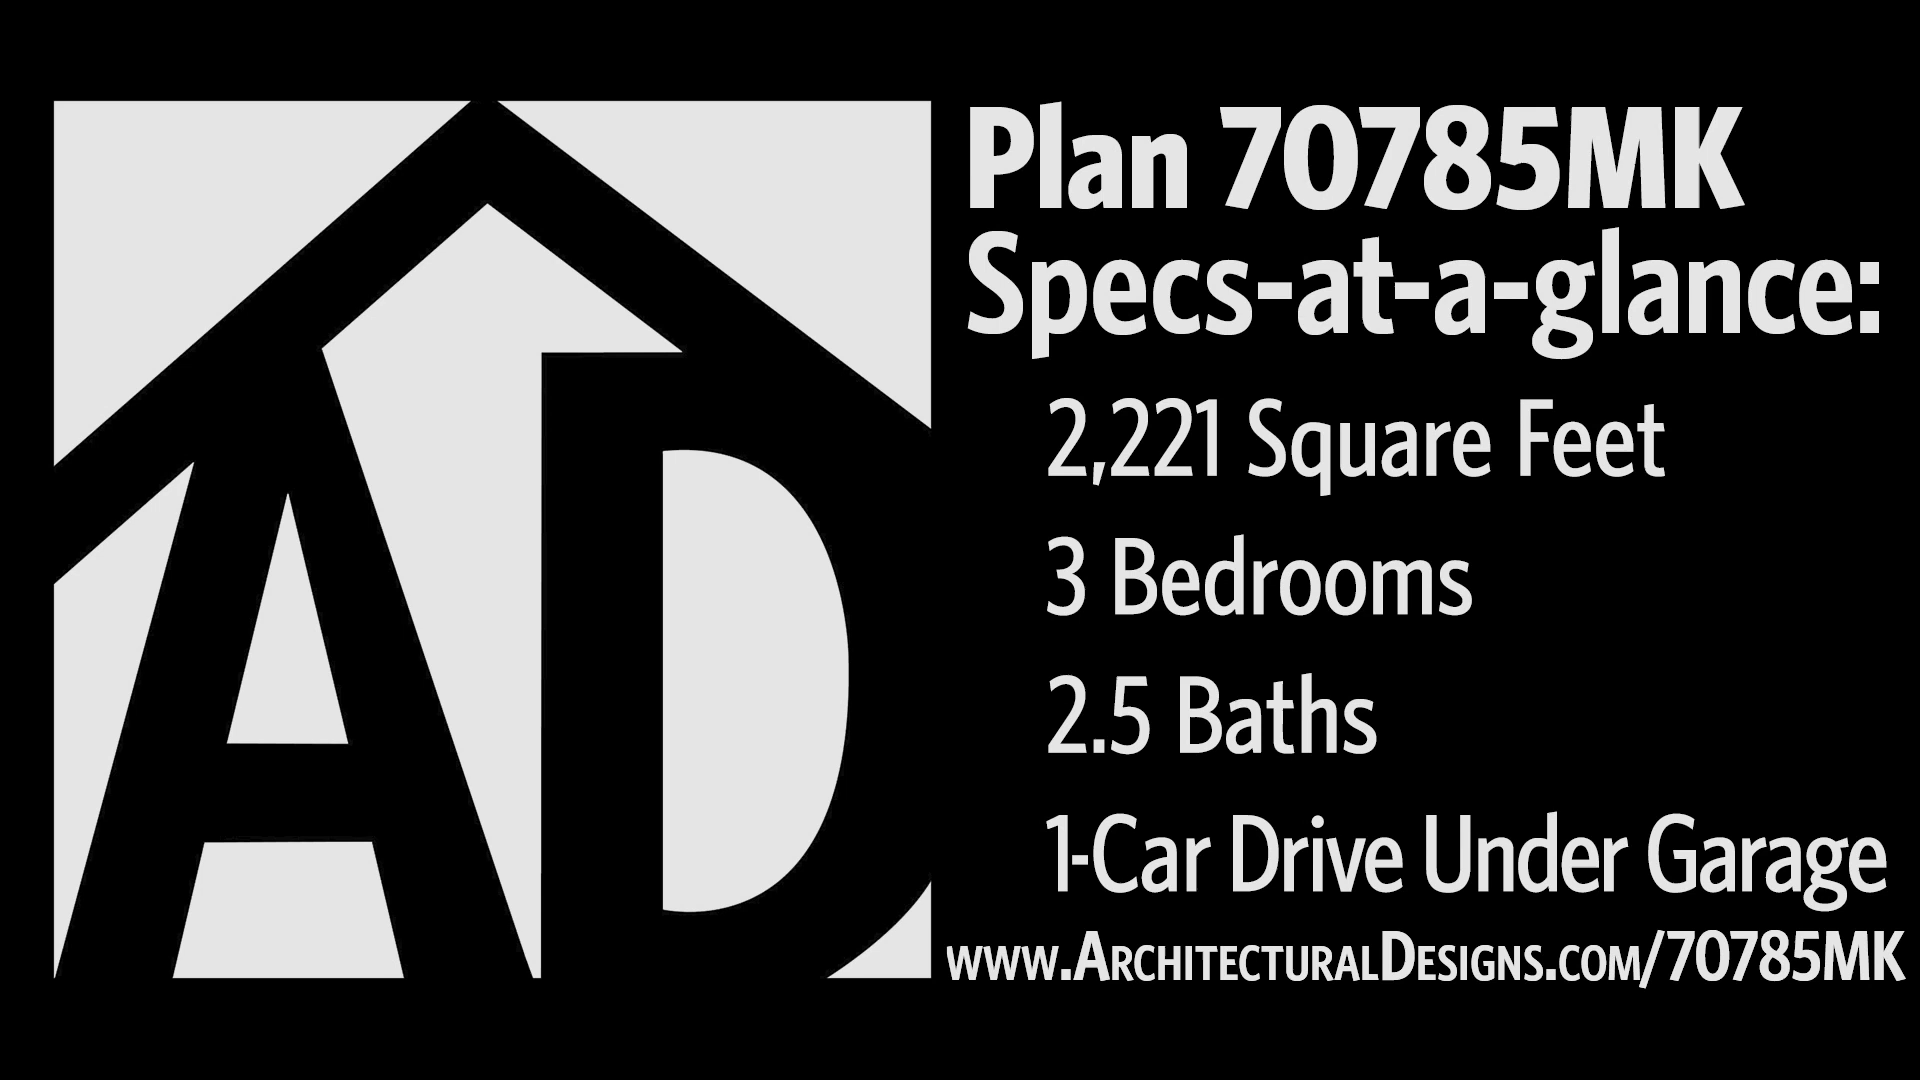 AD
Plan 70785MK
Specs-at-a-glance:
2,221 Square Feet
3 Bedrooms
2.5 Baths
1-Car Drive Under Garage
www.ArchitecturalDesigns.com/70785MK